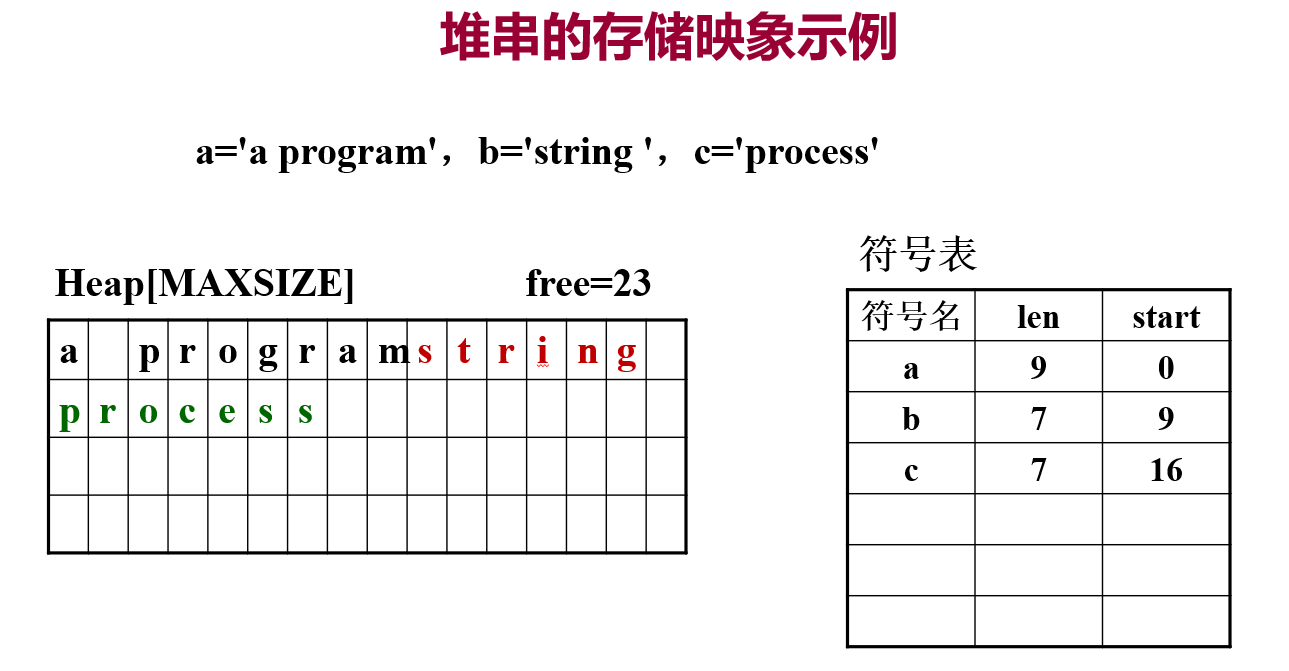 堆串的存储映象示例
a='a program'，b='string '，c='process'
符号表
Heap[MAXSIZE] free=23
a p r o g r a m s t r i n g
p r o c e s s
符号名 len start
a 9 0
b 7 9
c 7 16